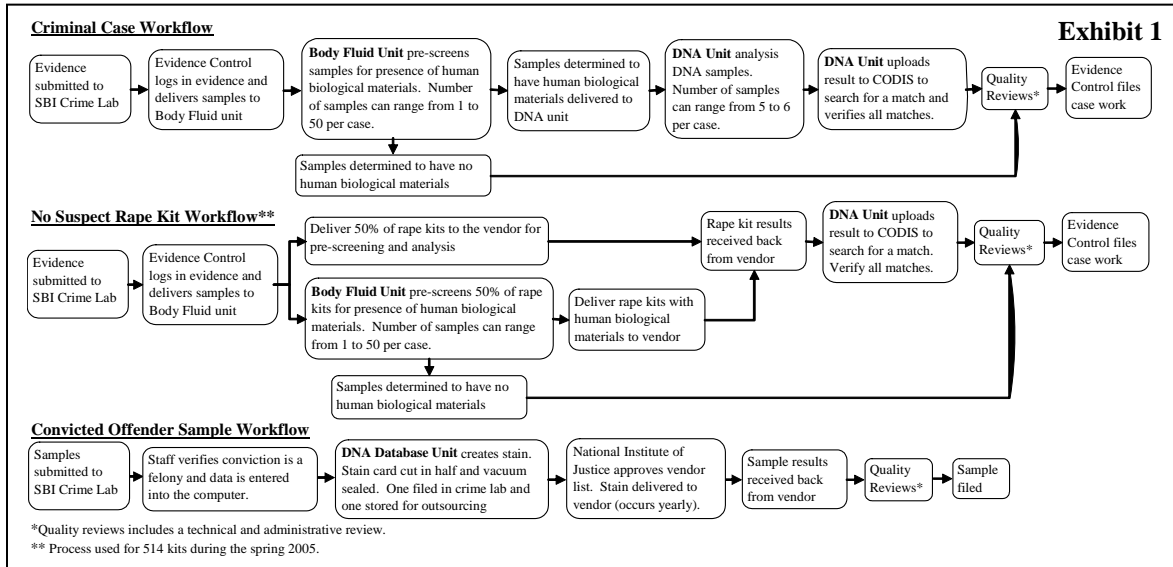 Exhibit 1
Criminal Case Workflow
Evidence
submitted to
SBI Crime Lab
Evidence Control
logs in evidence and
delivers samples to
Body Fluid unit
Body Fluid Unit pre-screens
samples for presence of human
biological materials. Number
of samples can range from 1 to
50 per case.
Samples determined to
have human biological
materials delivered to
DNA unit
DNA Unit analysis
DNA samples.
Number of samples
can range from 5 to 6
per case.
DNA Unit uploads
result to CODIS to
search for a match and
verifies all matches.
Quality
Reviews*
Evidence
Control files
case work
Samples determined to have no
human biological materials
No Suspect Rape Kit Workflow**
Evidence
submitted to
SBI Crime Lab
Evidence Control
logs in evidence and
delivers samples to
Body Fluid unit
Deliver 50% of rape kits to the vendor for
pre-screening and analysis
Body Fluid Unit pre-screens 50% of rape
kits for presence of human biological
materials. Number of samples can range
from 1 to 50 per case.
Deliver rape kits with
human biological
materials to vendor
Rape kit results
received back
from vendor
DNA Unit uploads
result to CODIS to
search for a match.
Verify all matches.
Quality
Reviews*
Evidence
Control files
case work
Samples determined to have no
human biological materials
Convicted Offender Sample Workflow
Samples
submitted to
SBI Crime Lab
Staff verifies conviction is a
felony and data is entered
into the computer.
DNA Database Unit creates stain.
Stain card cut in half and vacuum
sealed. One filed in crime lab and
one stored for outsourcing
National Institute of
Justice approves vendor
list. Stain delivered to
vendor (occurs yearly).
Sample results
received back
from vendor
Quality
Reviews*
Sample
filed
*Quality reviews includes a technical and administrative review.
** Process used for 514 kits during the spring 2005.